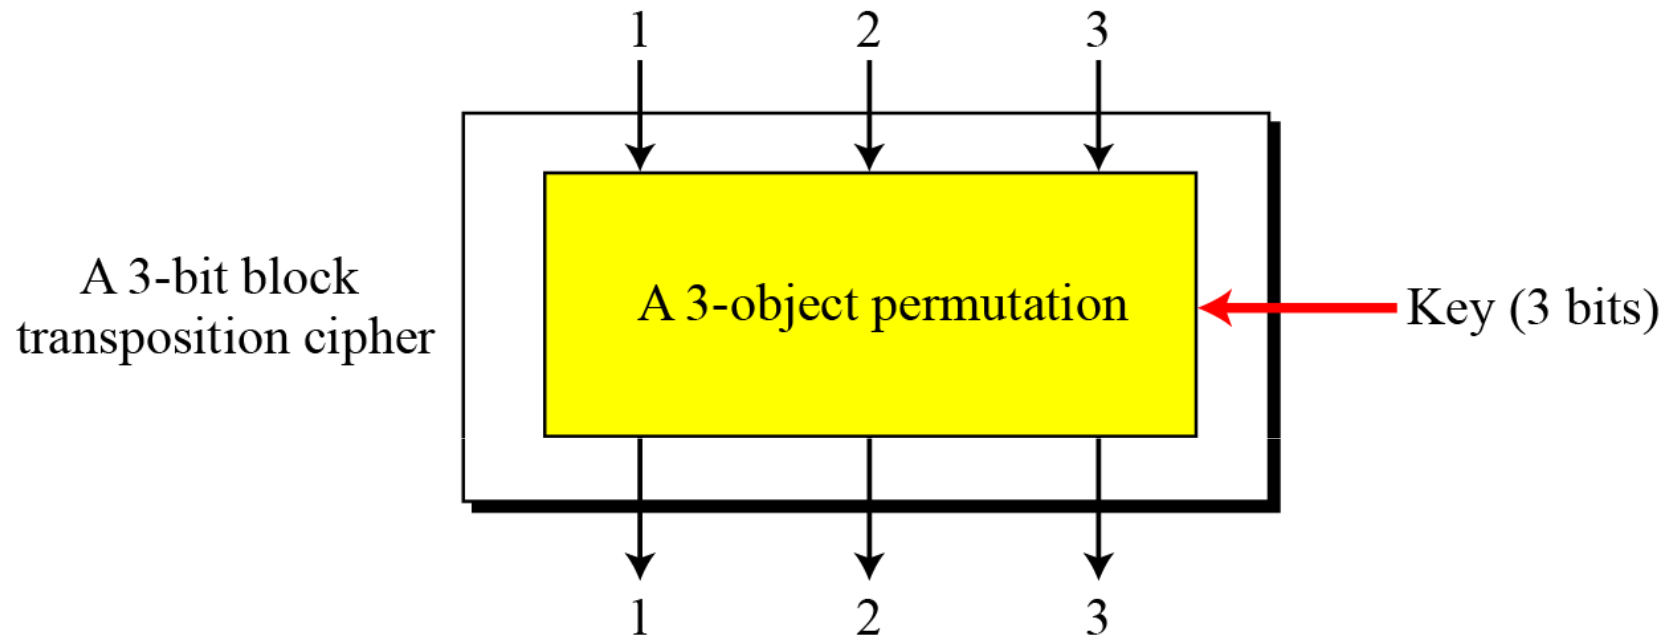 1 2 3
A 3-bit block
transposition cipher
A 3-object permutation
Key (3 bits)
1 2 3